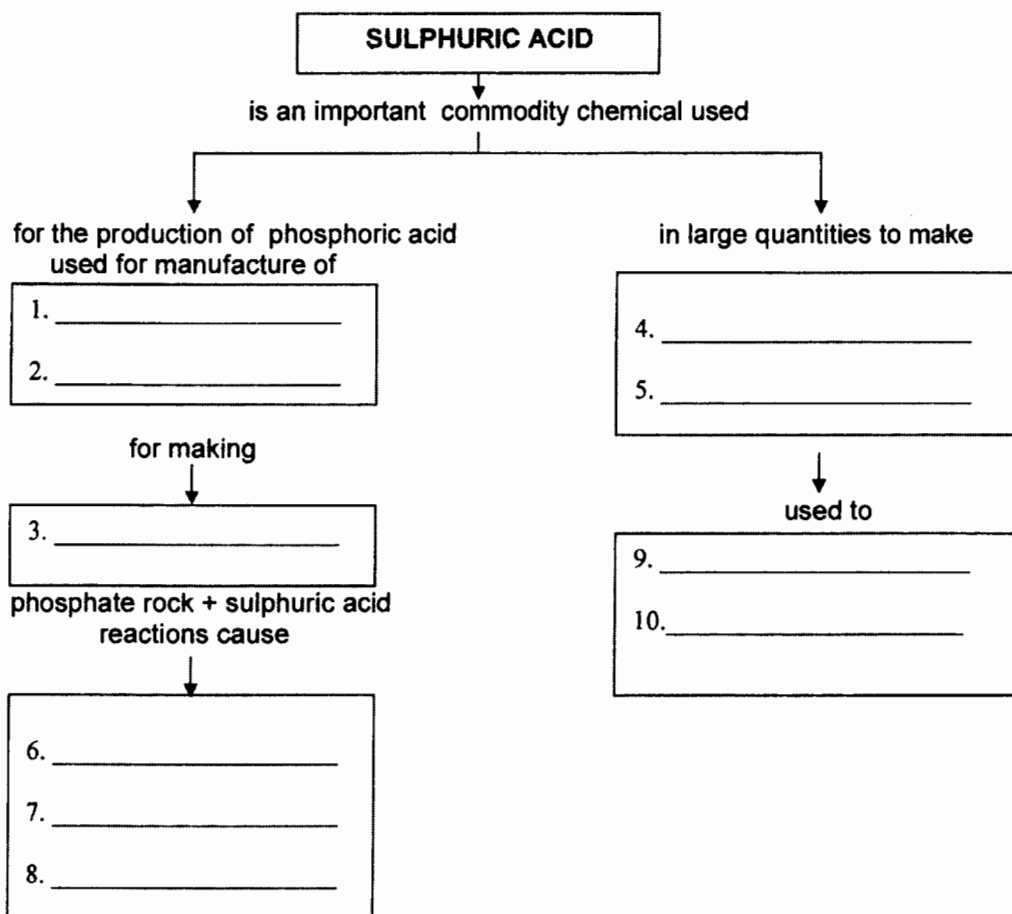 SULPHURIC ACID
is an important commodity chemical used
for the production of phosphoric acid
used for manufacture of
1.
2.
for making
3.
phosphate rock + sulphuric acid
reactions cause
6.
7.
8.
in large quantities to make
4.
5.
used to
9.
10.